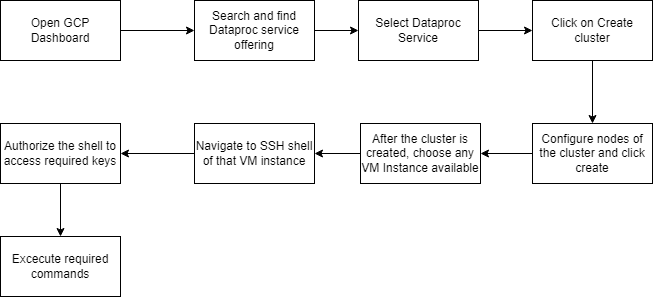 Open GCP
Dashboard
Search and find
Dataproc service
offering
Select Dataproc
Service
Click on Create
cluster
Configure nodes of
the cluster and click
create
After the cluster is
created, choose any
VM Instance available
Navigate to SSH shell
of that VM instance
Authorize the shell to
access required keys
Excecute required
commands